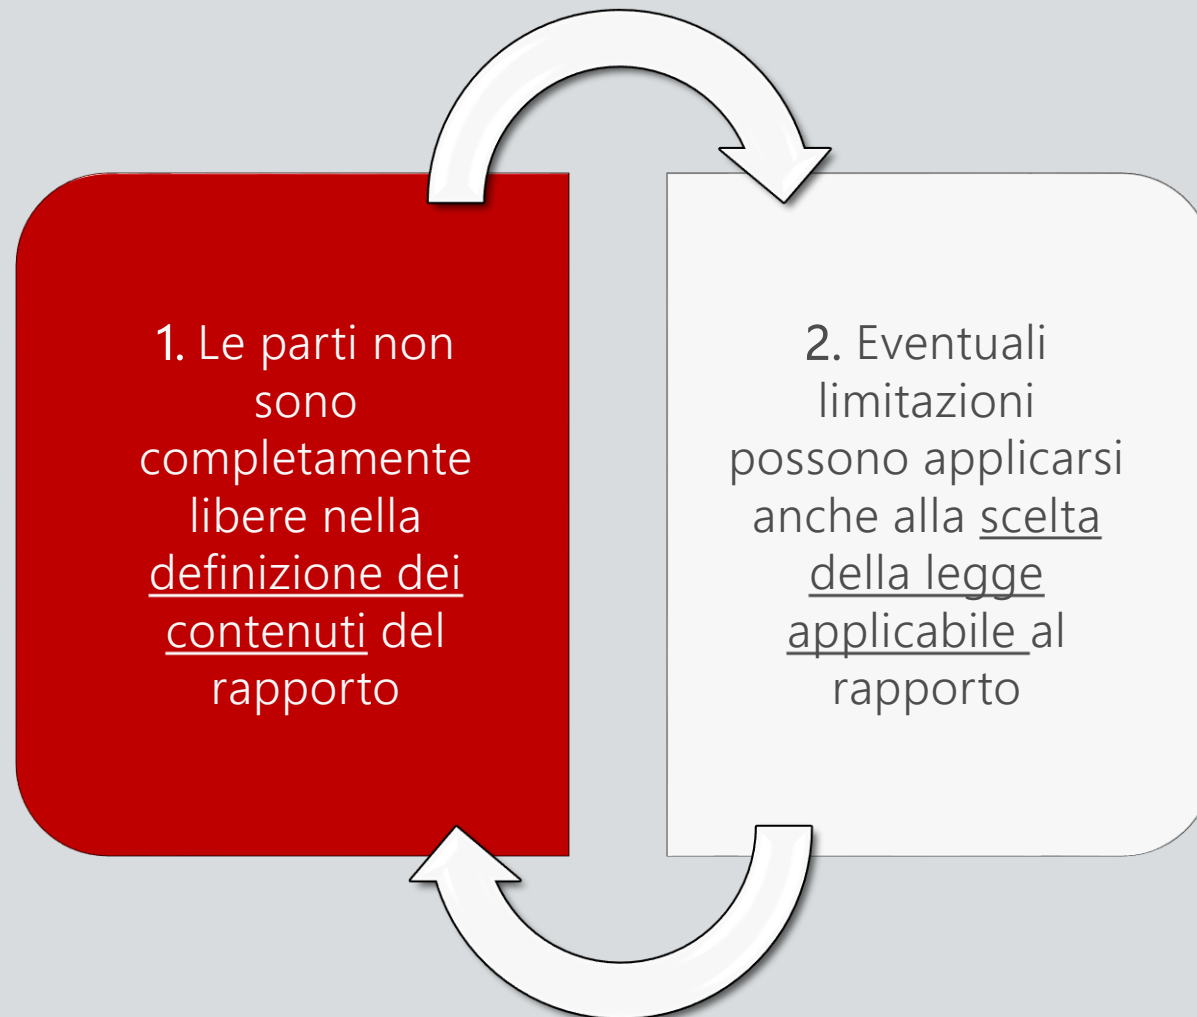 1. Le parti non
sono
completamente
libere nella
definizione dei
contenuti del
rapporto
2. Eventuali
limitazioni
possono applicarsi
anche alla scelta
della legge
applicabile al
rapporto